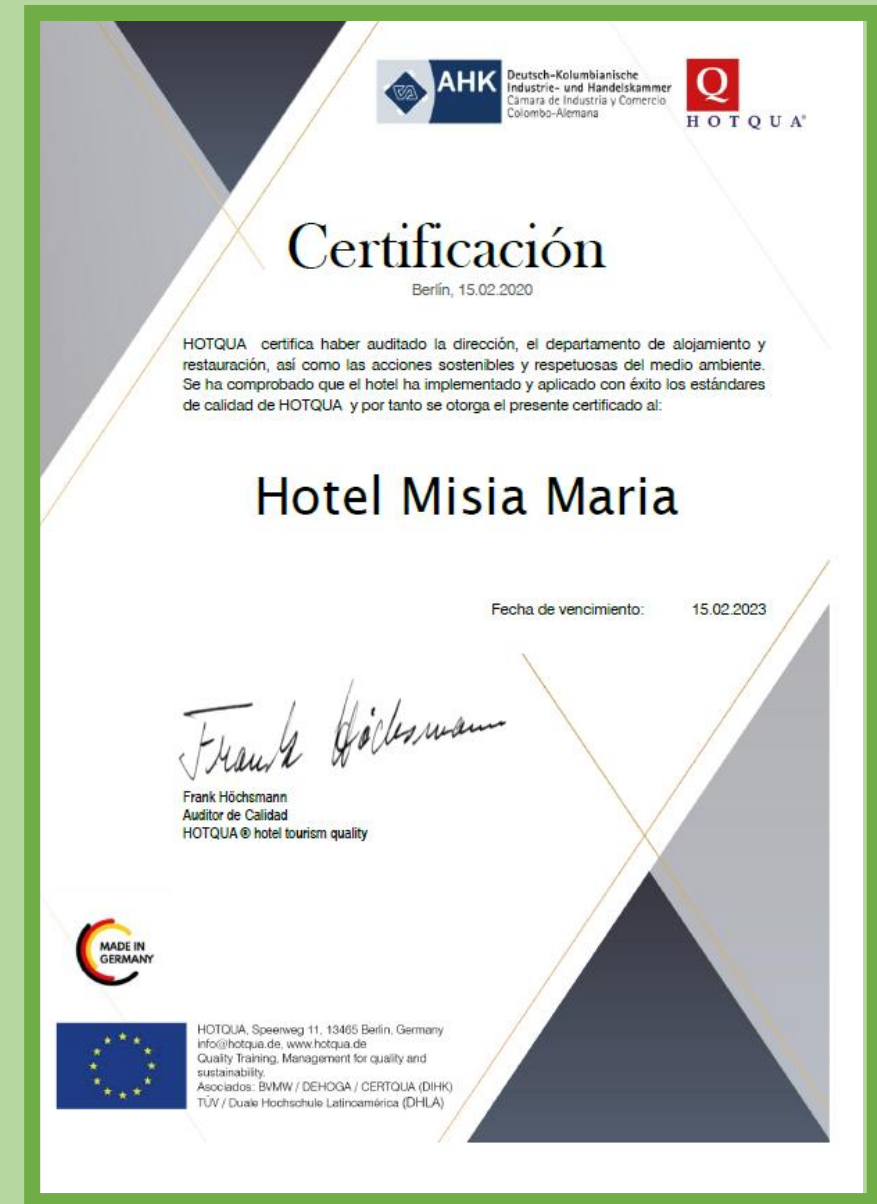 AHK
Deutsch-Kolumbianische
Industrie- und Handelskammer
Cámara de Industria y Comercio
Colombo-Alemana
Q
HOTQUA®
Certificación
Berlín, 15.02.2020
HOTQUA certifica haber auditado la dirección, el departamento de alojamiento y
restauración, así como las acciones sostenibles y respetuosas del medio ambiente.
Se ha comprobado que el hotel ha implementado y aplicado con éxito los estándares
de calidad de HOTQUA y por tanto se otorga el presente certificado al:
Hotel Misia Maria
Fecha de vencimiento: 15.02.2023
Frank Höchsmann
Frank Höchsmann
Auditor de Calidad
HOTQUA® hotel tourism quality
MADE IN
GERMANY
HOTQUA, Speerweg 11, 13465 Berlin, Germany
info@hotqua.de, www.hotqua.de
Quality Training, Management for quality and
sustainability.
Asociados: BVMW / DEHOGA / CERTQUA (DIHK)
TÜV / Duale Hochschule Latinoamérica (DHLA)